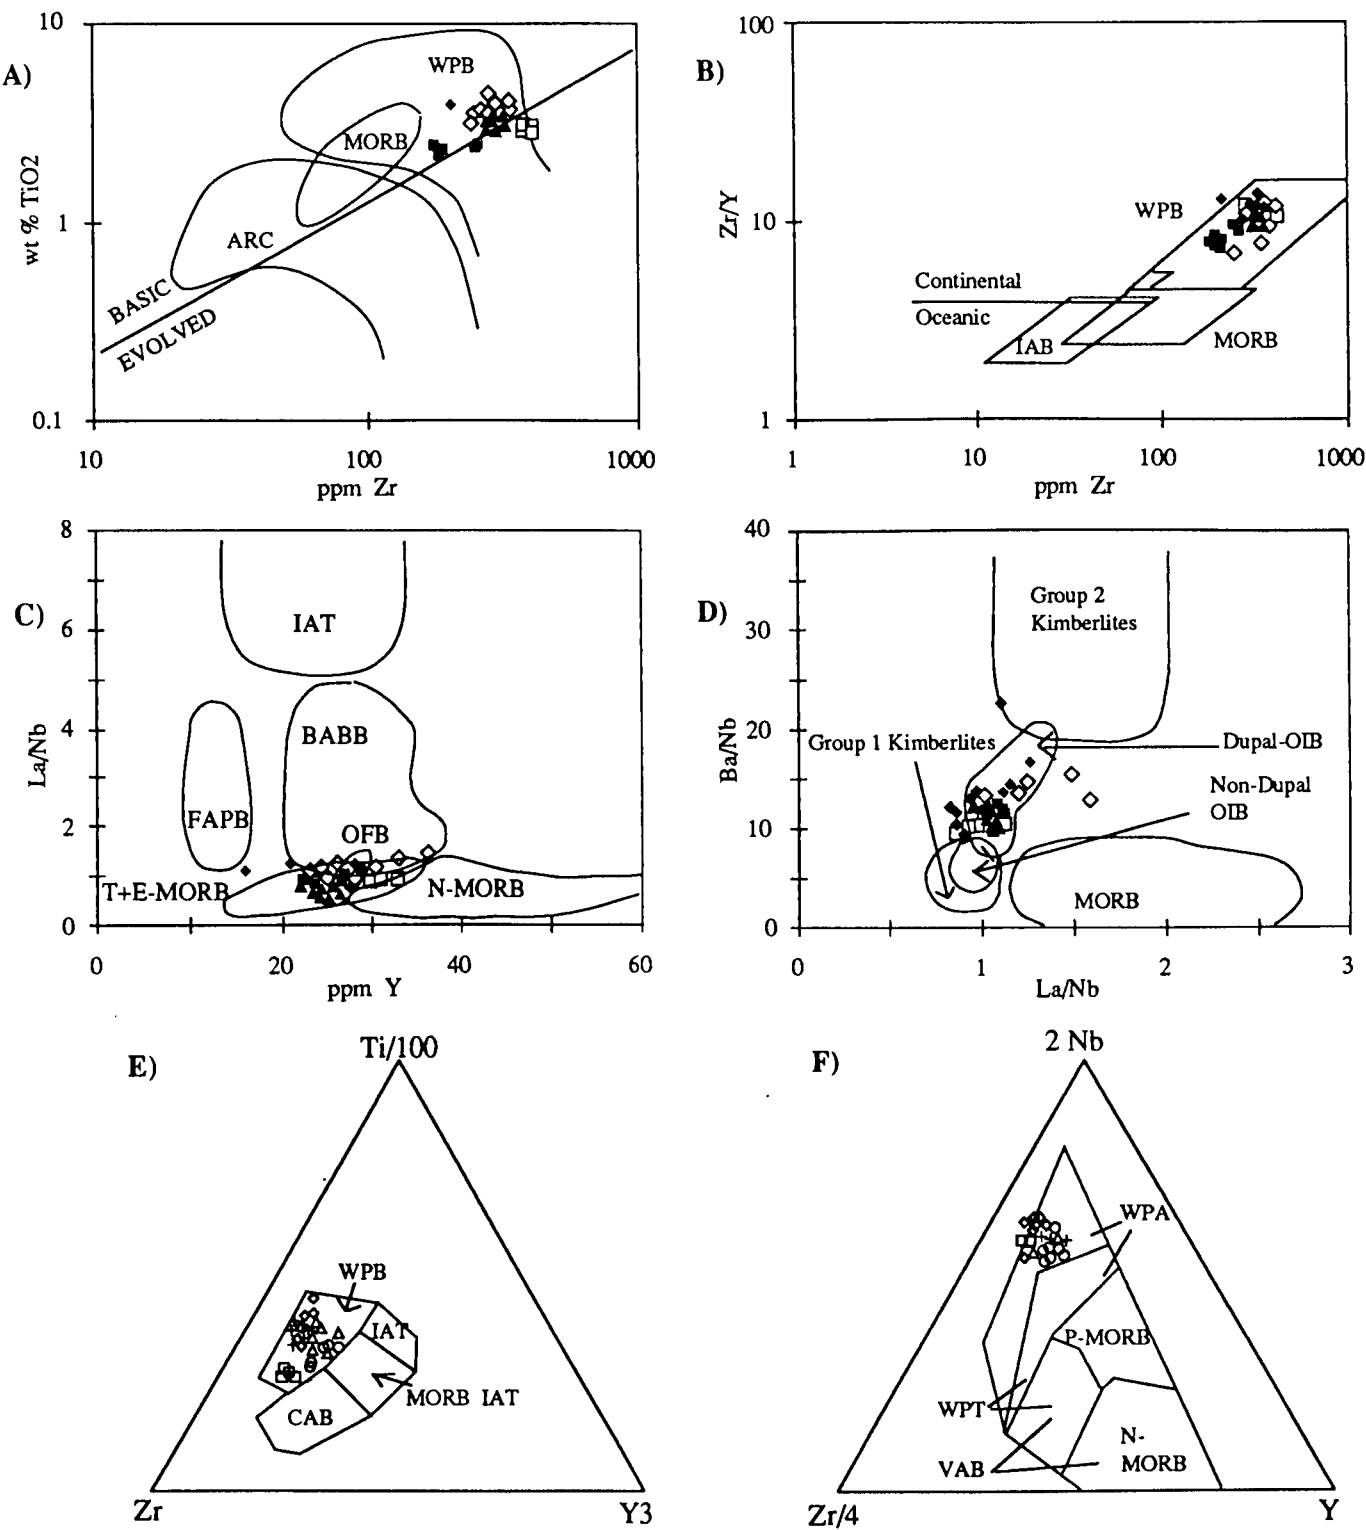 A)
10
1
0.1
wt % TiO2
WPB
MORB
ARC
BASIC
EVOLVED
10
100
1000
ppm Zr
B)
100
10
1
Zr/Y
WPB
Continental
Oceanic
IAB
MORB
1
10
100
1000
ppm Zr
C)
8
6
4
2
0
La/Nb
IAT
BABB
FAPB
OFB
T+E-MORB
N-MORB
0
20
40
60
ppm Y
D)
40
30
20
10
0
Ba/Nb
Group 2
Kimberlites
Group 1 Kimberlites
Dupal-OIB
Non-Dupal
OIB
MORB
0
1
2
3
La/Nb
E)
Ti/100
WPB
IAT
MORB IAT
CAB
Zr
Y3
F)
2 Nb
WPA
P-MORB
WPT
VAB
N-
MORB
Zr/4
Y